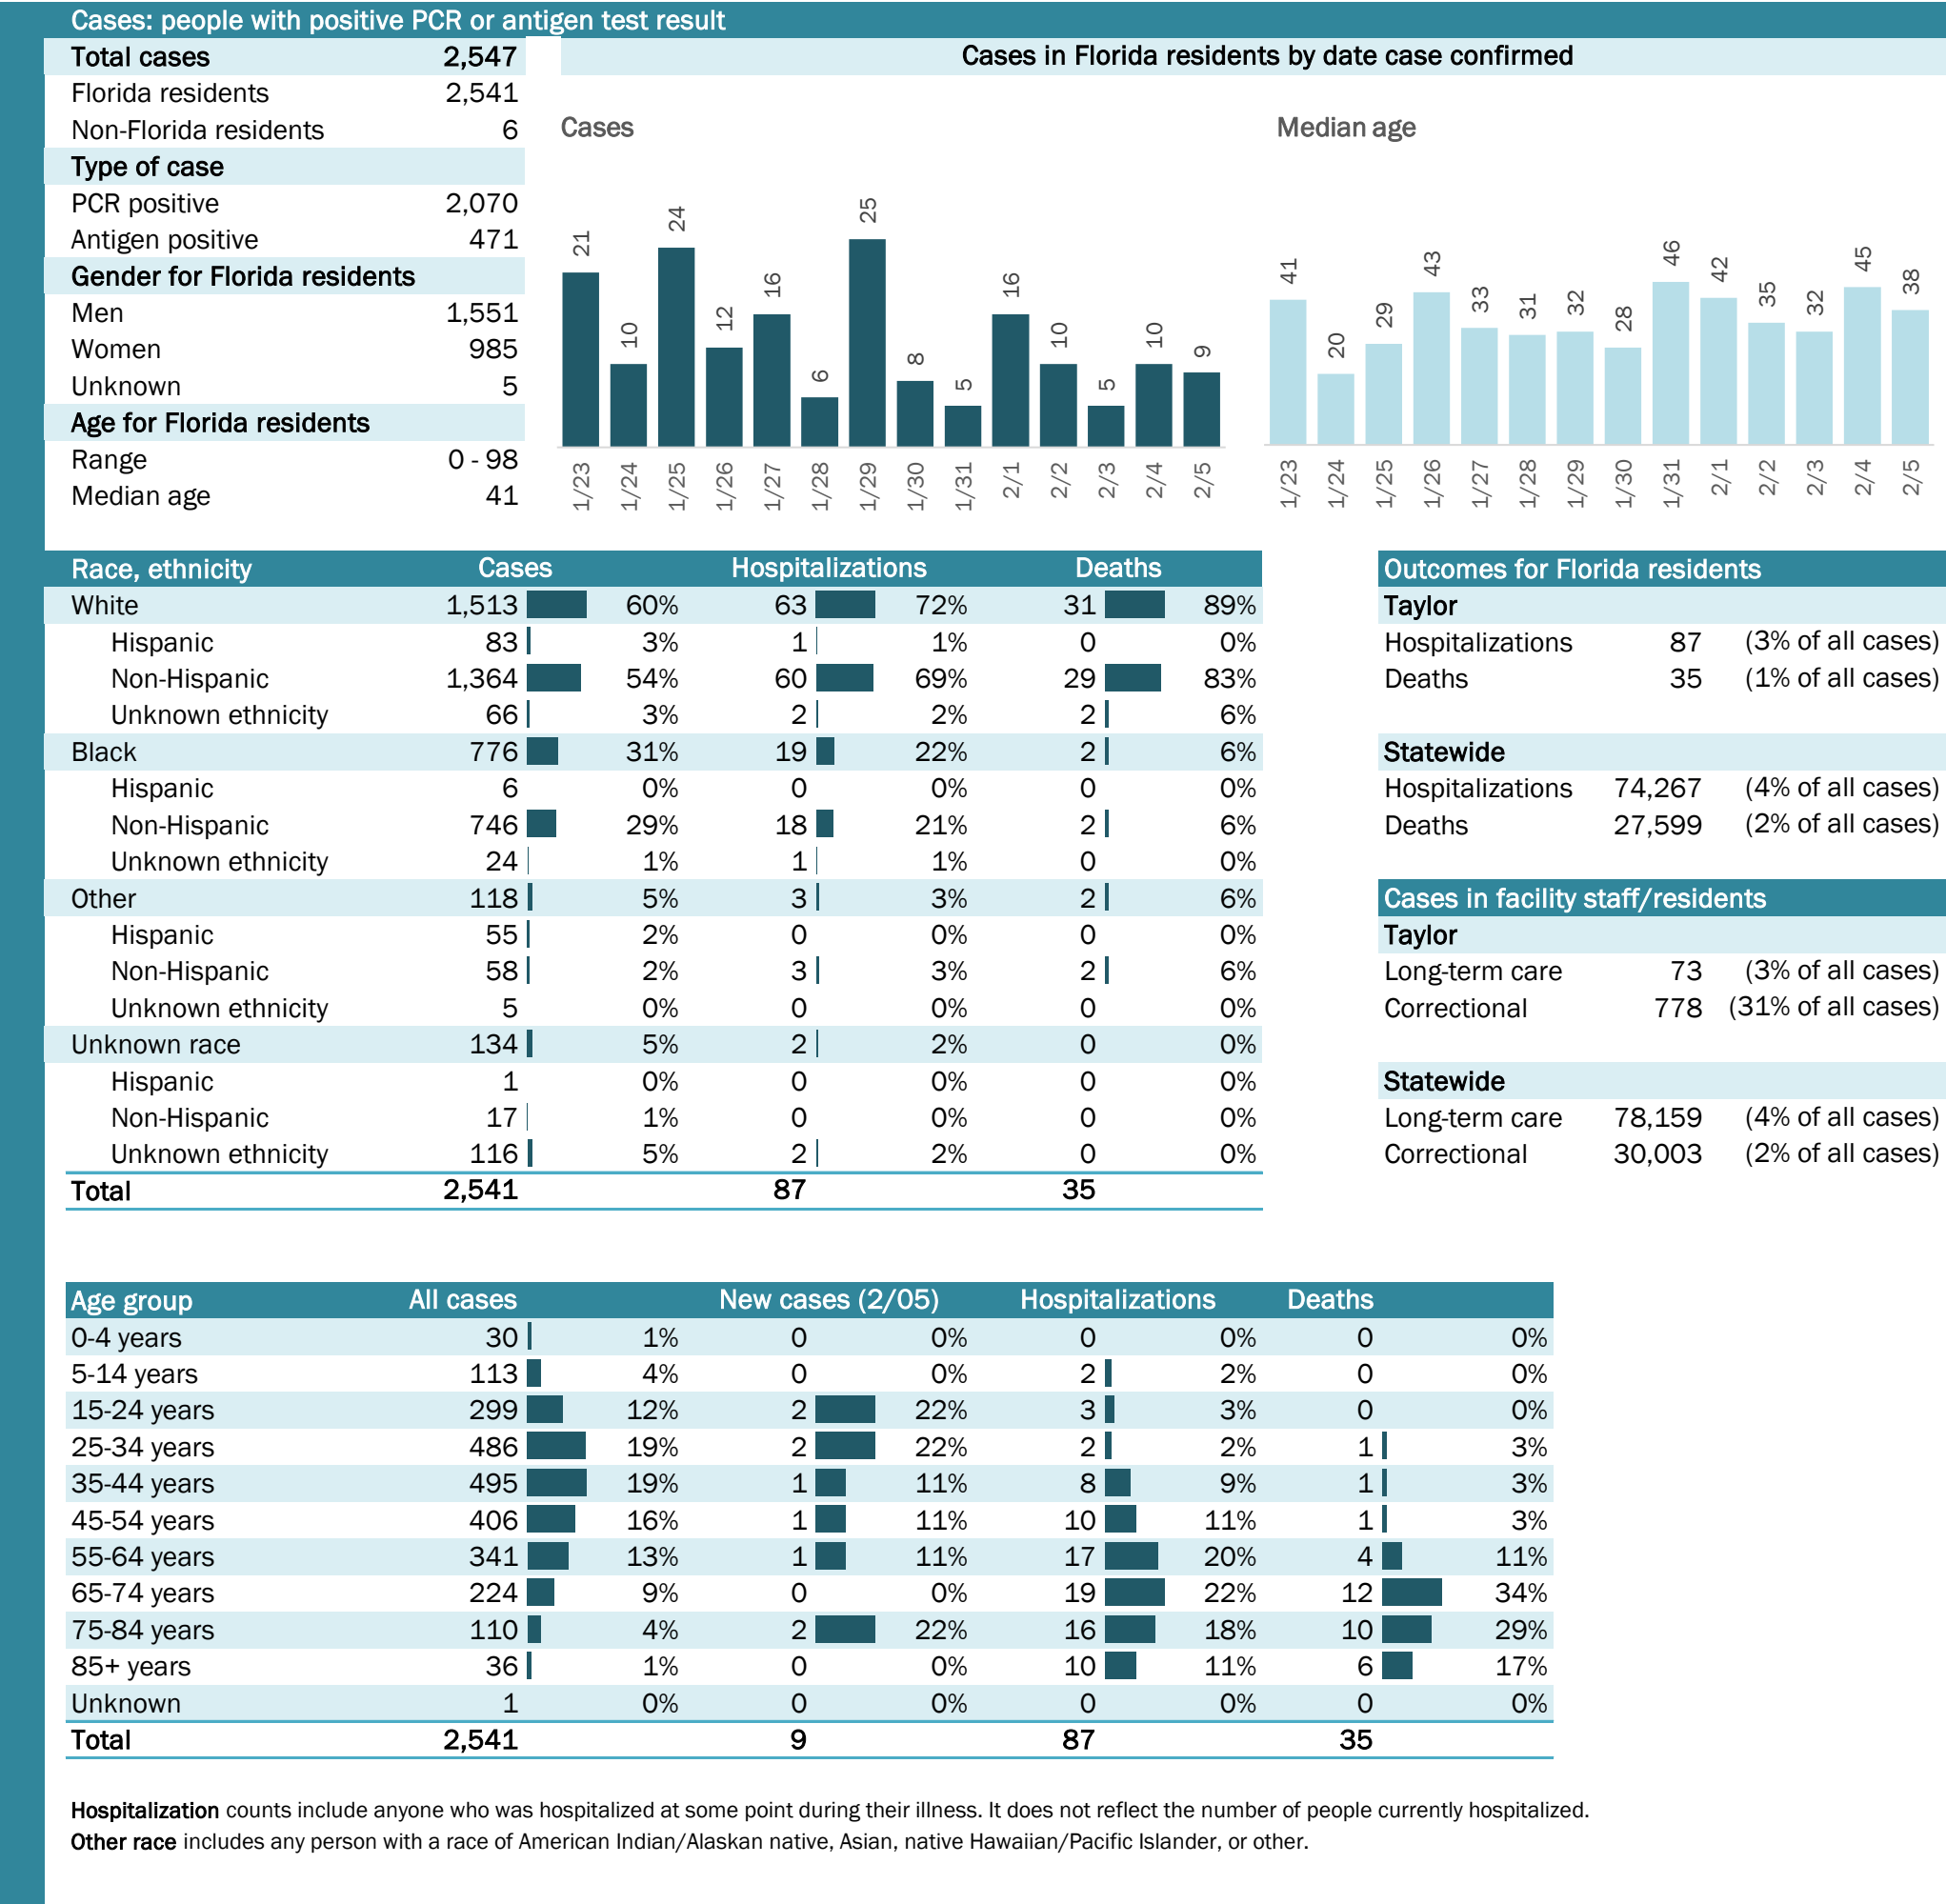 Cases: people with positive PCR or antigen test result
Total cases 2,547
Florida residents 2,541
Non-Florida residents 6
Type of case
PCR positive 2,070
Antigen positive 471
Gender for Florida residents
Men 1,551
Women 985
Unknown 5
Age for Florida residents
Range 0 - 98
Median age 41
Cases in Florida residents by date case confirmed
Cases
21 10 24 12 16 6 25 8 5 16 10 5 10 9
1/23 1/24 1/25 1/26 1/27 1/28 1/29 1/30 1/31 2/1 2/2 2/3 2/4 2/5
Median age
41 20 29 43 33 31 32 28 46 42 35 32 45 38
1/23 1/24 1/25 1/26 1/27 1/28 1/29 1/30 1/31 2/1 2/2 2/3 2/4 2/5
Race, ethnicity Cases Hospitalizations Deaths
White 1,513 60% 63 72% 31 89%
Hispanic 83 3% 1 1% 0 0%
Non-Hispanic 1,364 54% 60 69% 29 83%
Unknown ethnicity 66 3% 2 2% 2 6%
Black 776 31% 19 22% 2 6%
Hispanic 6 0% 0 0% 0 0%
Non-Hispanic 746 29% 18 21% 2 6%
Unknown ethnicity 24 1% 1 1% 0 0%
Other 118 5% 3 3% 2 6%
Hispanic 55 2% 0 0% 0 0%
Non-Hispanic 58 2% 3 3% 2 6%
Unknown ethnicity 5 0% 0 0% 0 0%
Unknown race 134 5% 2 2% 0 0%
Hispanic 1 0% 0 0% 0 0%
Non-Hispanic 17 1% 0 0% 0 0%
Unknown ethnicity 116 5% 2 2% 0 0%
Total 2,541 87 35
Outcomes for Florida residents
Taylor
Hospitalizations 87 (3% of all cases)
Deaths 35 (1% of all cases)
Statewide
Hospitalizations 74,267 (4% of all cases)
Deaths 27,599 (2% of all cases)
Cases in facility staff/residents
Taylor
Long-term care 73 (3% of all cases)
Correctional 778 (31% of all cases)
Statewide
Long-term care 78,159 (4% of all cases)
Correctional 30,003 (2% of all cases)
Age group All cases New cases (2/05) Hospitalizations Deaths
0-4 years 30 1% 0 0% 0 0% 0 0%
5-14 years 113 4% 0 0% 2 2% 0 0%
15-24 years 299 12% 2 22% 3 3% 0 0%
25-34 years 486 19% 2 22% 2 2% 1 3%
35-44 years 495 19% 1 11% 8 9% 1 3%
45-54 years 406 16% 1 11% 10 11% 1 3%
55-64 years 341 13% 1 11% 17 20% 4 11%
65-74 years 224 9% 0 0% 19 22% 12 34%
75-84 years 110 4% 2 22% 16 18% 10 29%
85+ years 36 1% 0 0% 10 11% 6 17%
Unknown 1 0% 0 0% 0 0% 0 0%
Total 2,541 9 87 35
Hospitalization counts include anyone who was hospitalized at some point during their illness. It does not reflect the number of people currently hospitalized.
Other race includes any person with a race of American Indian/Alaskan native, Asian, native Hawaiian/Pacific Islander, or other.